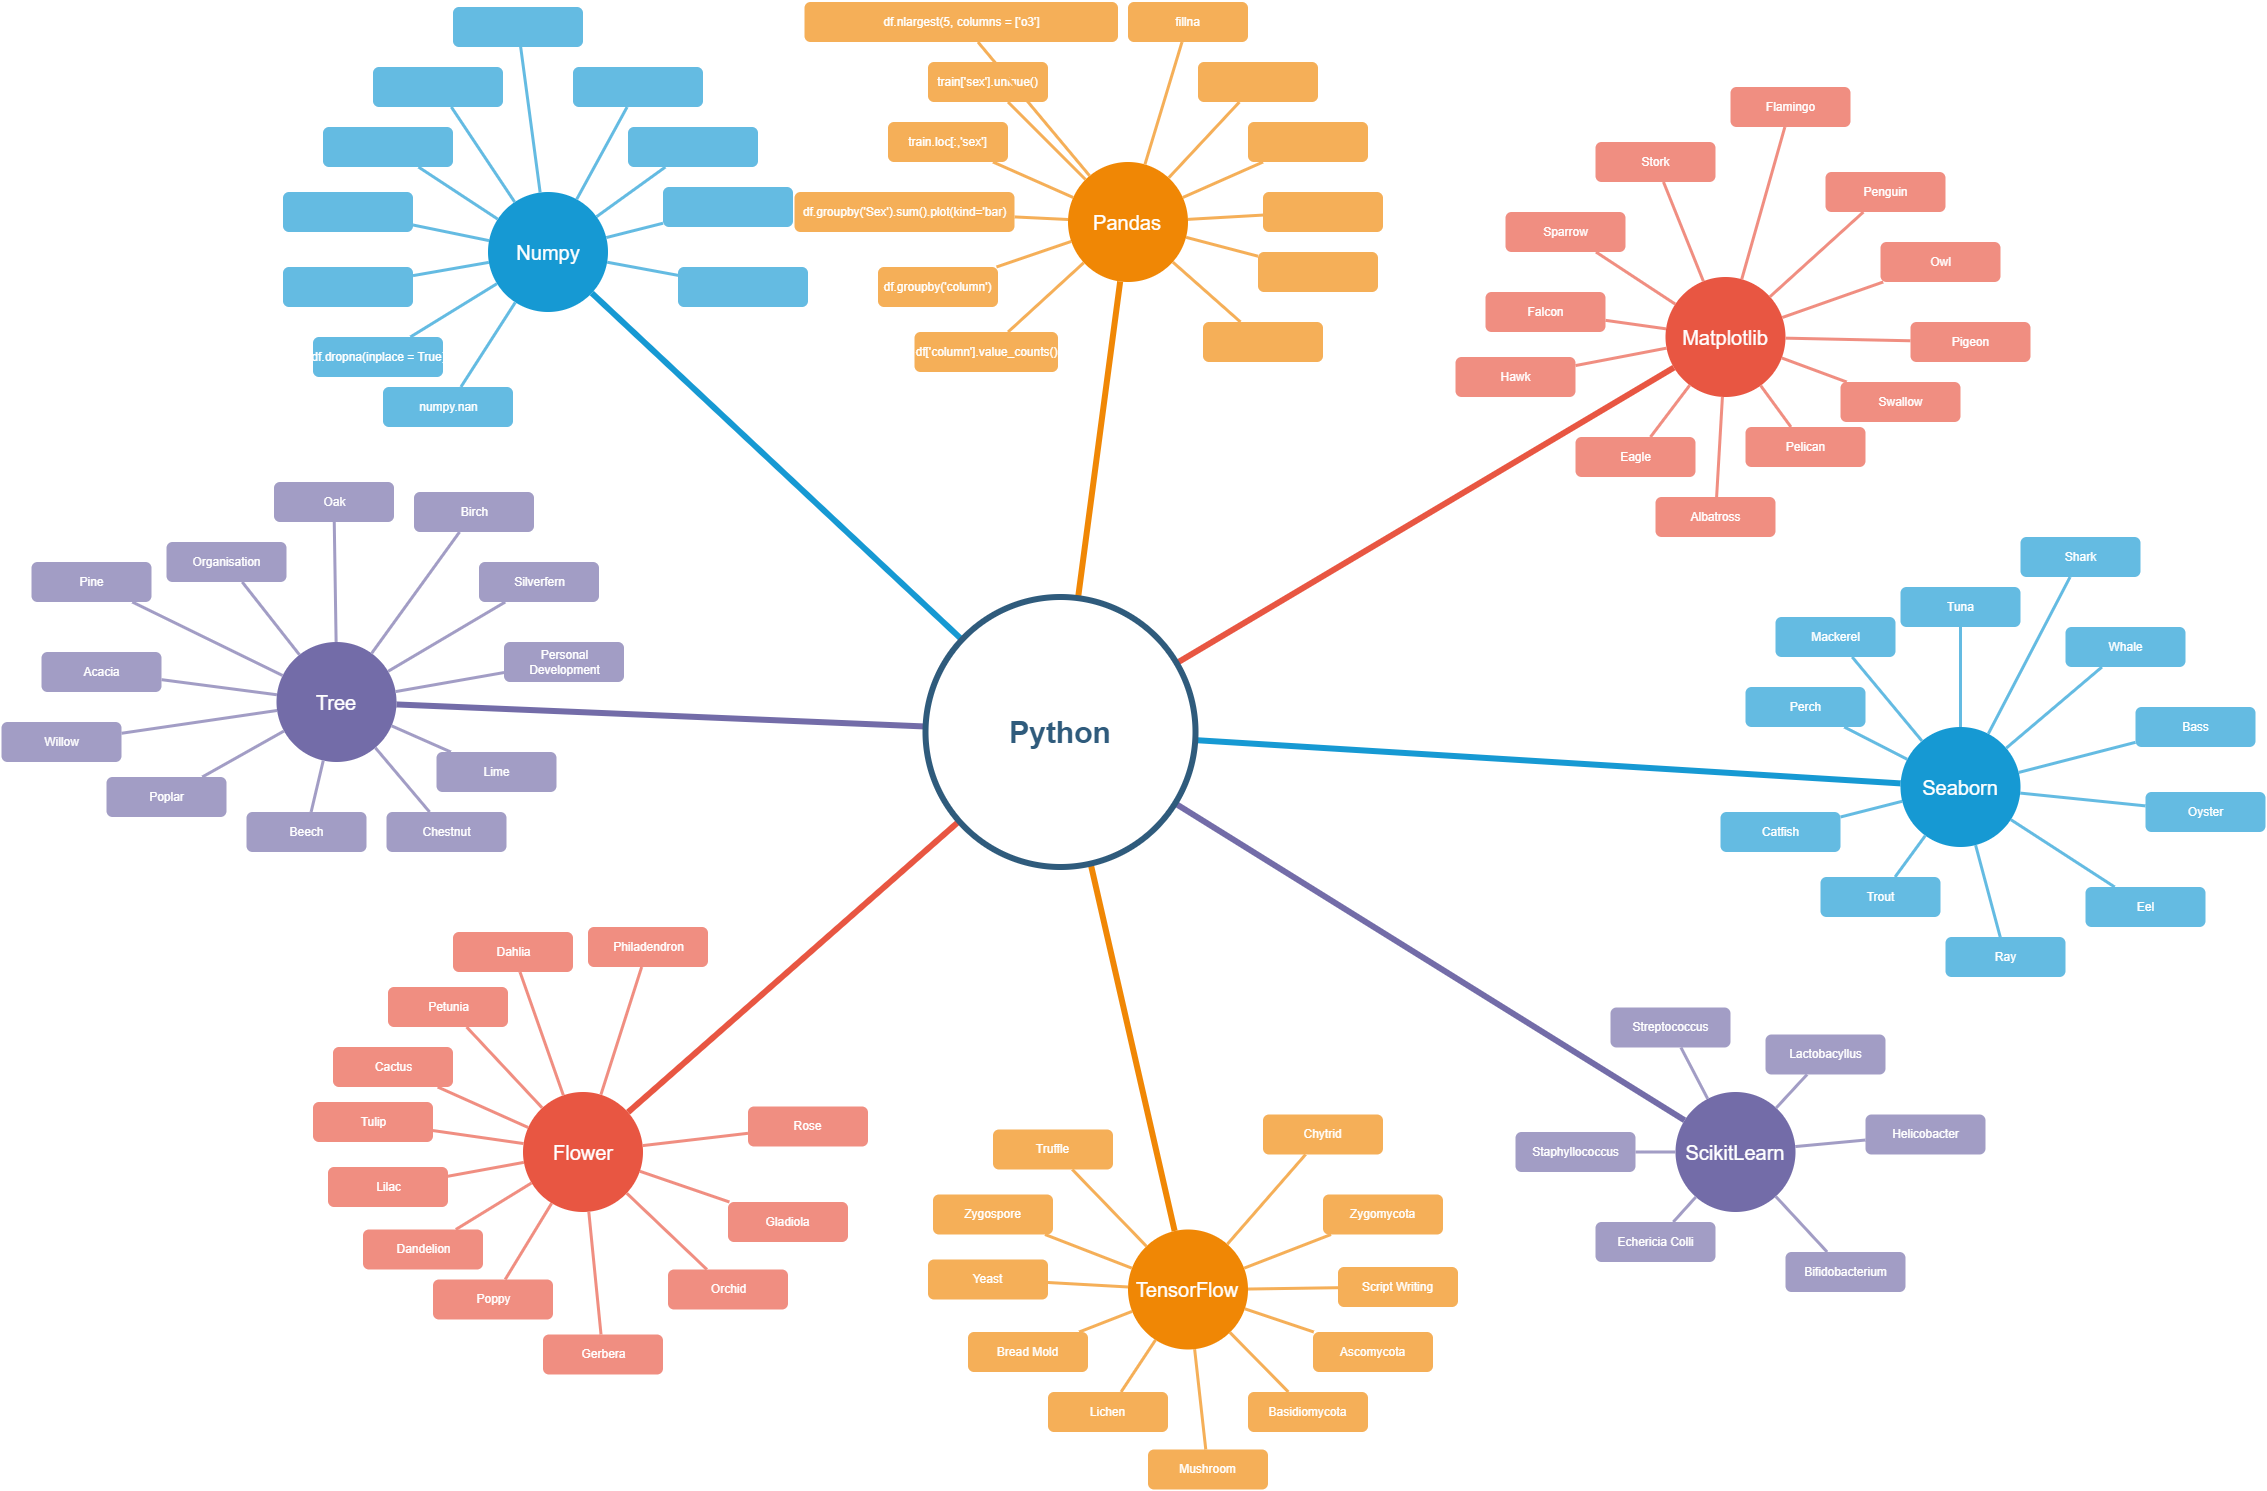 df.nlargest(5, columns = ['o3']
fillna
train['sex'].unique()
train.loc[:,'sex']
df.groupby('Sex').sum().plot(kind='bar)
df.groupby('column')
df['column'].value_counts()
Pandas
Numpy
df.dropna(inplace = True
numpy.nan
Flamingo
Stork
Penguin
Sparrow
Owl
Falcon
Matplotlib
Pigeon
Hawk
Swallow
Eagle
Pelican
Albatross
Oak
Birch
Organisation
Pine
Silverfern
Personal
Development
Acacia
Tree
Willow
Lime
Poplar
Beech
Chestnut
Python
Shark
Tuna
Mackerel
Whale
Perch
Bass
Seaborn
Oyster
Catfish
Trout
Eel
Ray
Dahlia
Philadendron
Petunia
Cactus
Tulip
Rose
Flower
Lilac
Gladiola
Dandelion
Orchid
Poppy
Gerbera
Truffle
Chytrid
Zygospore
Zygomycota
Yeast
TensorFlow
Script Writing
Bread Mold
Ascomycota
Lichen
Basidiomycota
Mushroom
Streptococcus
Lactobacyllus
Helicobacter
Staphyllococcus
ScikitLearn
Echericia Colli
Bifidobacterium